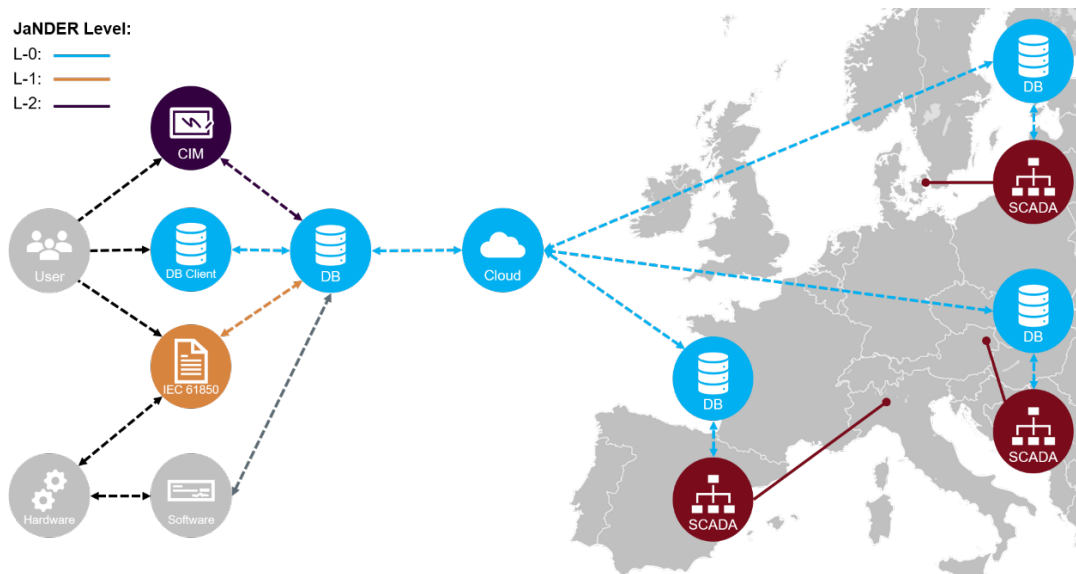 JaNDER Level:
L-0:
L-1:
L-2:
CIM
User
DB Client
DB
Cloud
IEC 61850
Hardware
Software
DB
SCADA
DB
SCADA
DB
SCADA